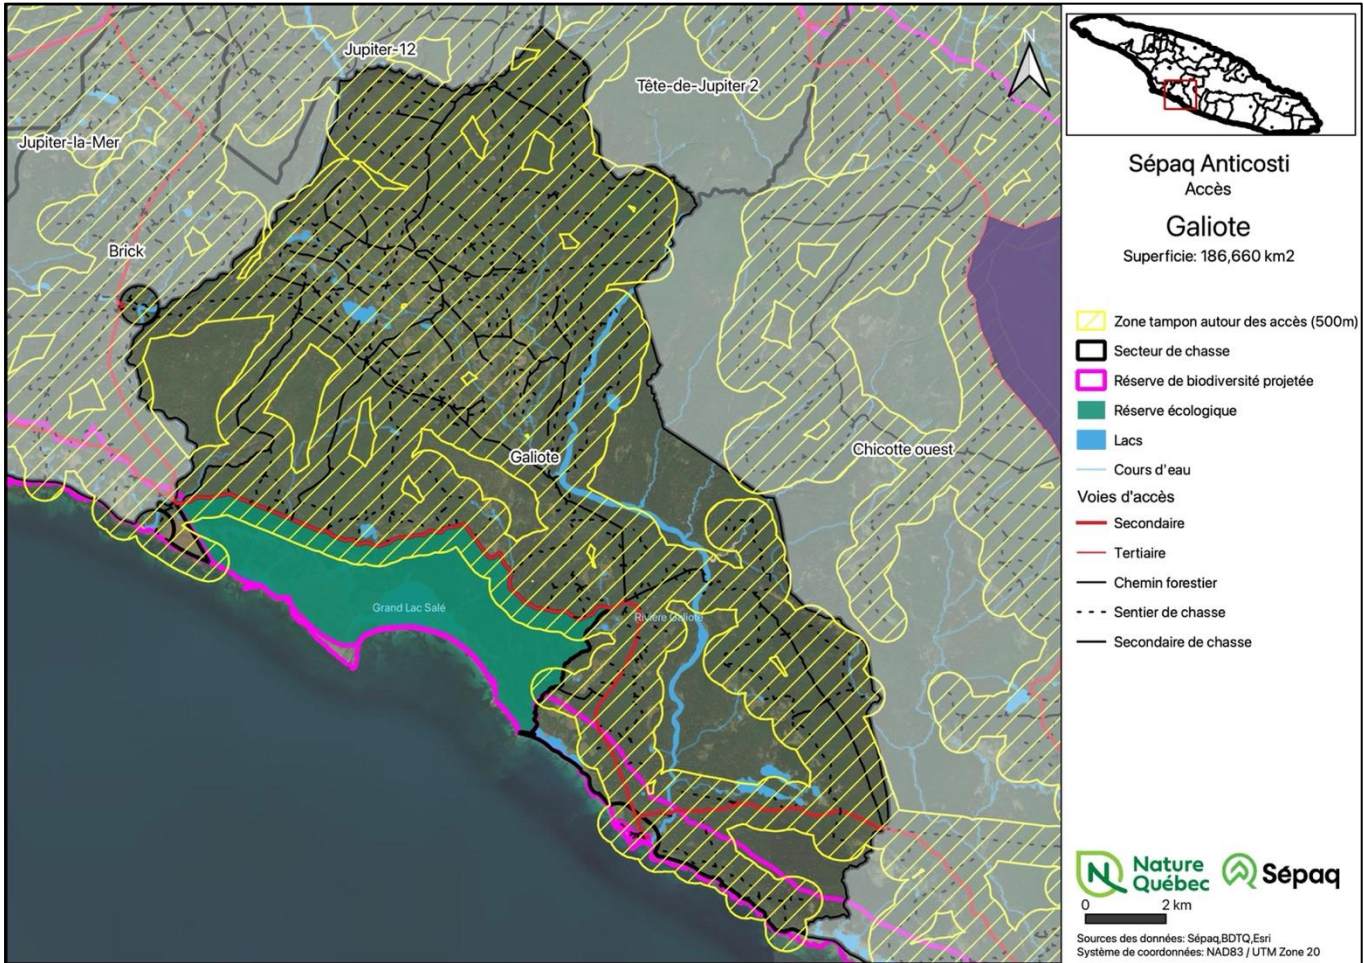 Jupiter-12
Tête-de-Jupiter 2
Jupiter-la-Mer
Brick
Galiote
Chicotte ouest
Grand Lac Salé
Rivière Galiote
N
Sépaq Anticosti
Accès
Galiote
Superficie: 186,660 km2
Zone tampon autour des accès (500m)
Secteur de chasse
Réserve de biodiversité projetée
Réserve écologique
Lacs
Cours d'eau
Voies d'accès
Secondaire
Tertiaire
Chemin forestier
Sentier de chasse
Secondaire de chasse
N
Nature
Québec
Sépaq
0 2 km
Sources des données: Sépaq,BDTQ,Esri
Système de coordonnées: NAD83 / UTM Zone 20